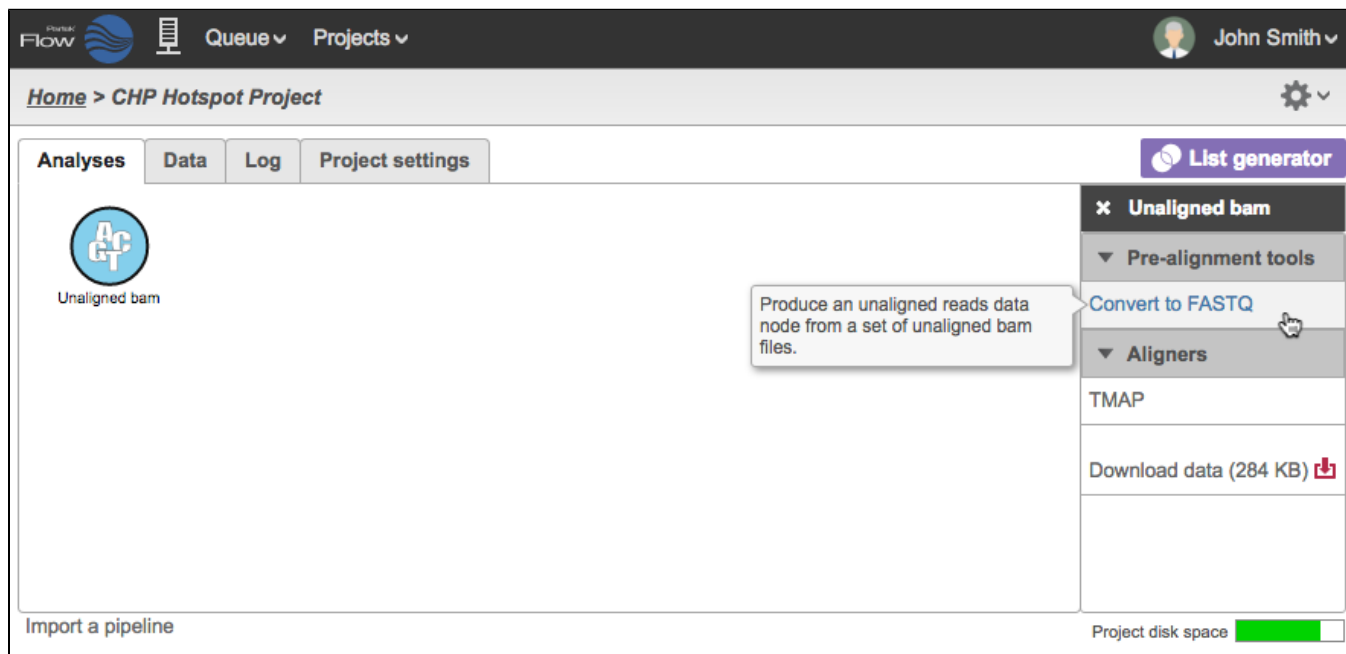 Partek
Flow
Queue Projects John Smith
Home > CHP Hotspot Project
Analyses Data Log Project settings List generator
Unaligned bam
Pre-alignment tools
Convert to FASTQ
Aligners
TMAP
Download data (284 KB)
ACGT
Unaligned bam
Produce an unaligned reads data
node from a set of unaligned bam
files.
Import a pipeline
Project disk space